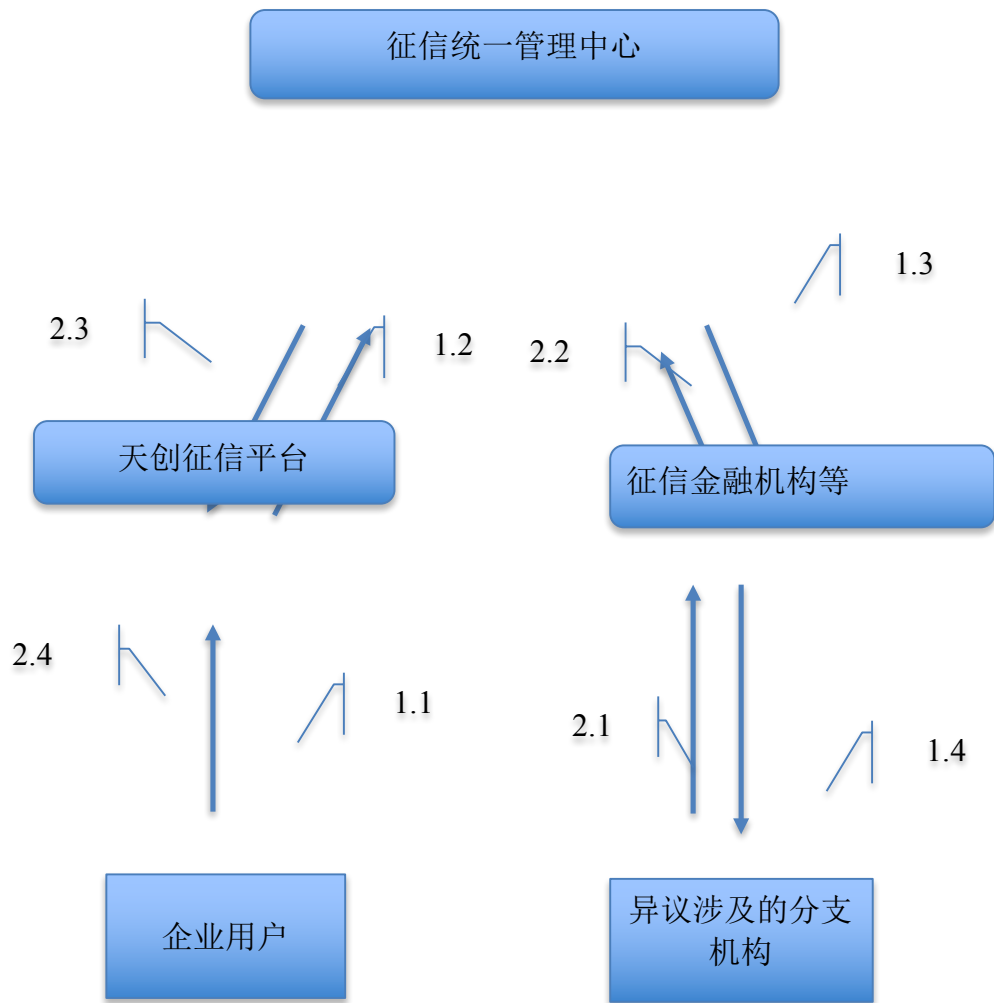 征信统一管理中心
1.3
2.3
1.2
2.2
天创征信平台
征信金融机构等
2.4
1.1
2.1
1.4
企业用户
异议涉及的分支
机构